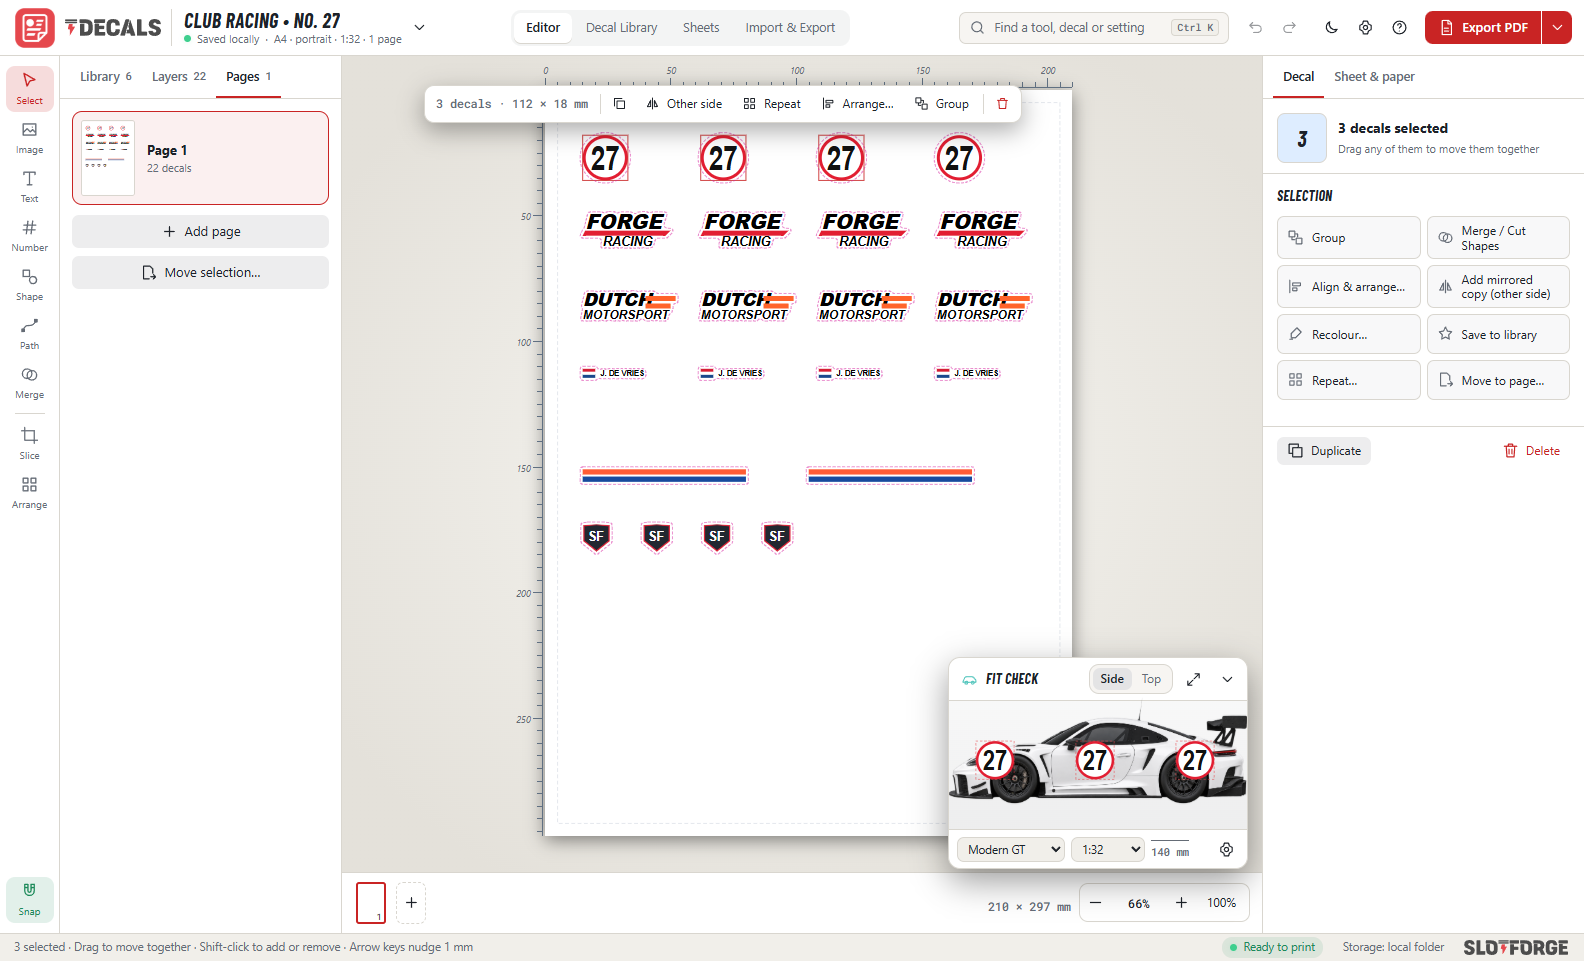 DECALS
CLUB RACING • NO. 27
Saved locally · A4 · portrait · 1:32 · 1 page
Editor
Decal Library
Sheets
Import & Export
Find a tool, decal or setting
Ctrl K
Export PDF
Select
Image
Text
Number
Shape
Path
Merge
Slice
Arrange
Snap
Library 6
Layers 22
Pages 1
Page 1
22 decals
Add page
Move selection...
0 50 100 150 200
3 decals · 112 × 18 mm
Other side
Repeat
Arrange...
Group
27 27 27 27
50
FORGE FORGE FORGE FORGE
RACING RACING RACING RACING
DUTCH DUTCH DUTCH DUTCH
MOTORSPORT MOTORSPORT MOTORSPORT MOTORSPORT
100
J. DE VRIES J. DE VRIES J. DE VRIES J. DE VRIES
150
SF SF SF SF
200
250
FIT CHECK
Side
Top
27 27 27
Modern GT
1:32
140 mm
1
210 × 297 mm
66%
100%
Decal
Sheet & paper
3
3 decals selected
Drag any of them to move them together
SELECTION
Group
Merge / Cut
Shapes
Align & arrange...
Add mirrored
copy (other side)
Recolour...
Save to library
Repeat...
Move to page...
Duplicate
Delete
3 selected · Drag to move together · Shift-click to add or remove · Arrow keys nudge 1 mm
Ready to print
Storage: local folder
SLOTFORGE